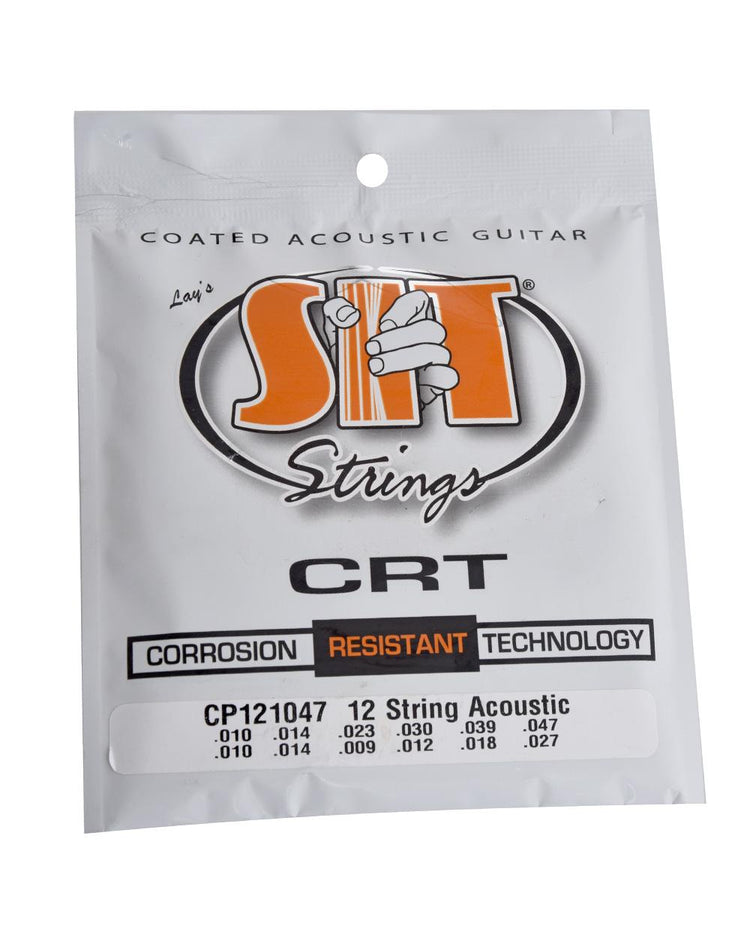 COATED ACOUSTIC GUITAR
Lay's
SIT®
Strings
CRT
CORROSION RESISTANT TECHNOLOGY
CP121047 12 String Acoustic
.010 .014 .023 .030 .039 .047
.010 .014 .009 .012 .018 .027